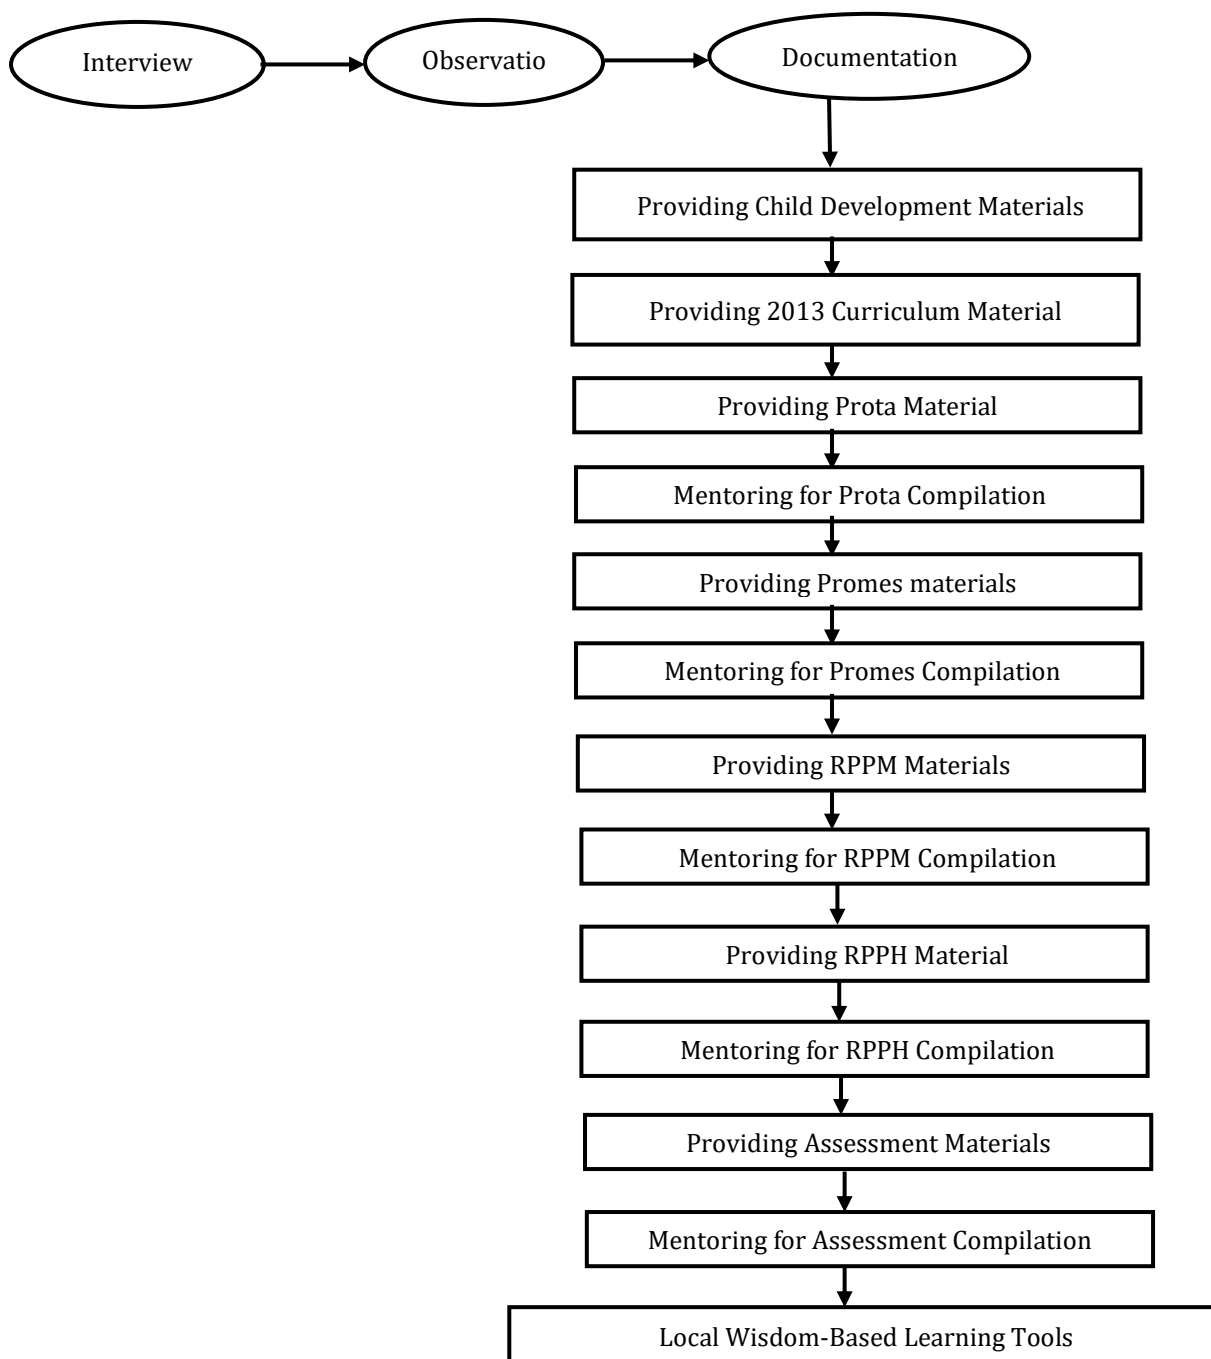 Interview
Observatio
Documentation
Providing Child Development Materials
Providing 2013 Curriculum Material
Providing Prota Material
Mentoring for Prota Compilation
Providing Promes materials
Mentoring for Promes Compilation
Providing RPPM Materials
Mentoring for RPPM Compilation
Providing RPPH Material
Mentoring for RPPH Compilation
Providing Assessment Materials
Mentoring for Assessment Compilation
Local Wisdom-Based Learning Tools